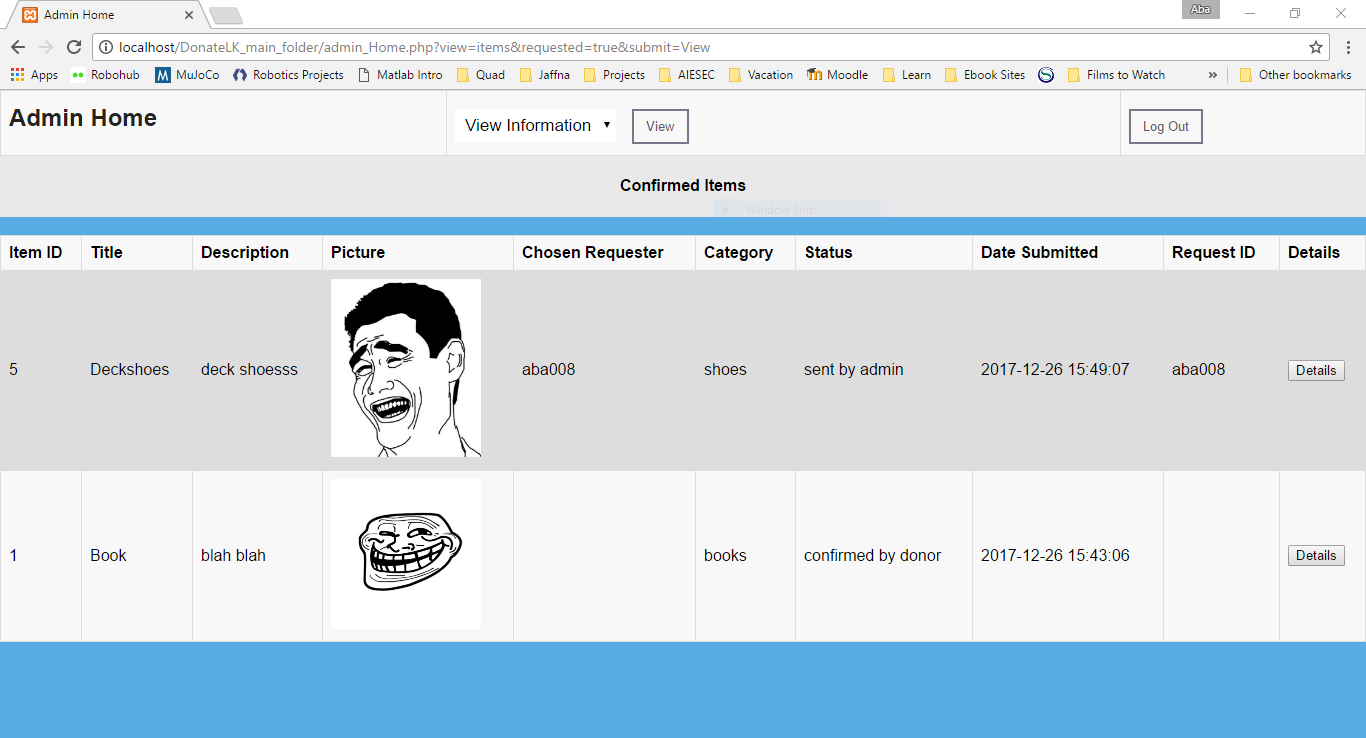 Admin Home
Aba
localhost/DonateLK_main_folder/admin_Home.php?view=items&requested=true&submit=View
Apps Robohub MuJoCo Robotics Projects Matlab Intro Quad Jaffna Projects AIESEC Vacation Moodle Learn Ebook Sites Films to Watch » Other bookmarks
Admin Home View Information View Log Out
Confirmed Items
Window Snip
Item ID Title Description Picture Chosen Requester Category Status Date Submitted Request ID Details
5 Deckshoes deck shoesss aba008 shoes sent by admin 2017-12-26 15:49:07 aba008 Details
1 Book blah blah books confirmed by donor 2017-12-26 15:43:06 Details